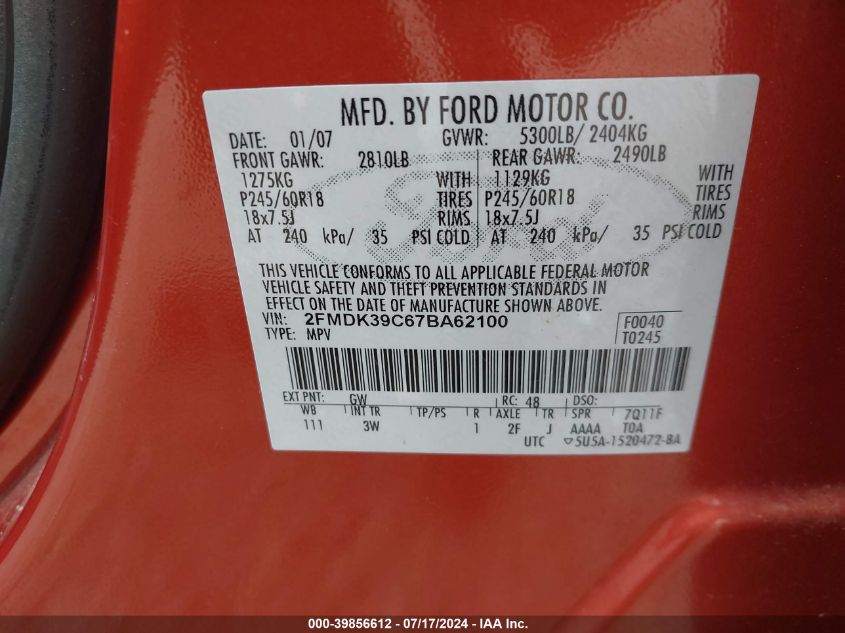 MFD. BY FORD MOTOR CO.
DATE: 01/07 GVWR: 5300LB/ 2404KG
FRONT GAWR: 2810LB REAR GAWR: 2490LB
1275KG WITH 1129KG WITH
P245/60R18 TIRES P245/60R18 TIRES
18x7.5J RIMS 18x7.5J RIMS
AT 240 kPa/ 35 PSI COLD AT 240 kPa/ 35 PSI COLD
Ford
THIS VEHICLE CONFORMS TO ALL APPLICABLE FEDERAL MOTOR
VEHICLE SAFETY AND THEFT PREVENTION STANDARDS IN
EFFECT ON THE DATE OF MANUFACTURE SHOWN ABOVE.
VIN: 2FMDK39C67BA62100 F0040
TYPE: MPV T0245
EXT PNT: GW RC: 48 DSO:
WB INT TR TP/PS R AXLE TR SPR 7Q11F
111 3W 1 2F J AAAA TOA
UTC ▽5U5A-1520472-BA
000-39856612 - 07/17/2024 - IAA Inc.